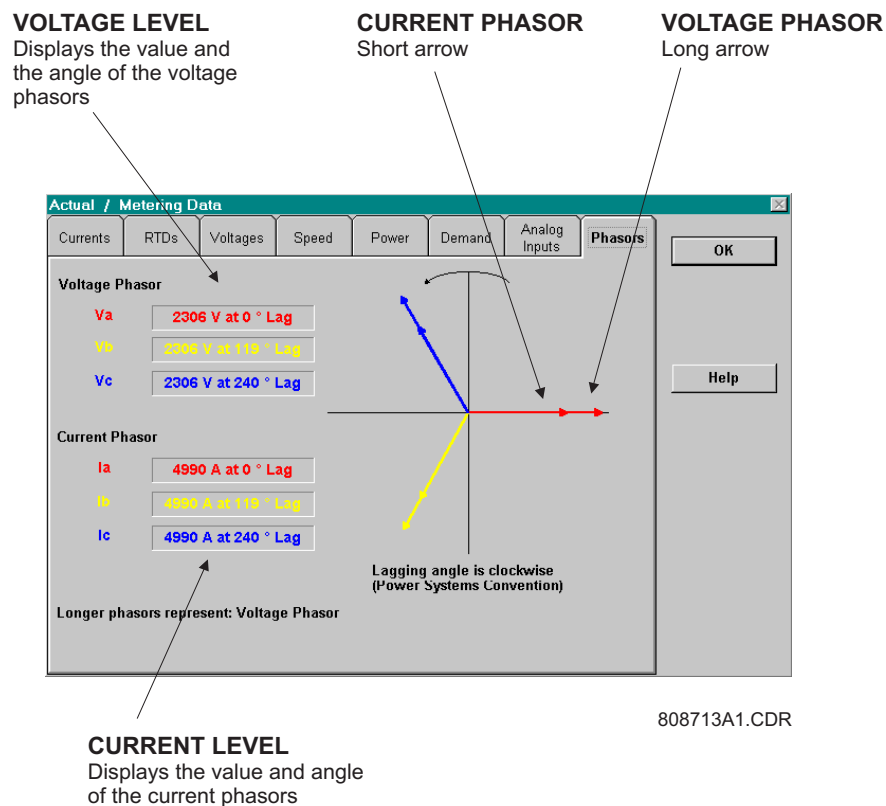 VOLTAGE LEVEL
Displays the value and
the angle of the voltage
phasors
CURRENT PHASOR
Short arrow
VOLTAGE PHASOR
Long arrow
Actual / Metering Data
Currents
RTDs
Voltages
Speed
Power
Demand
Analog
Inputs
Phasors
OK
Help
Voltage Phasor
Va 2306 V at 0 ° Lag
Vb 2306 V at 119 ° Lag
Vc 2306 V at 240 ° Lag
Current Phasor
Ia 4990 A at 0 ° Lag
Ib 4990 A at 119 ° Lag
Ic 4990 A at 240 ° Lag
Lagging angle is clockwise
(Power Systems Convention)
Longer phasors represent: Voltage Phasor
808713A1.CDR
CURRENT LEVEL
Displays the value and angle
of the current phasors